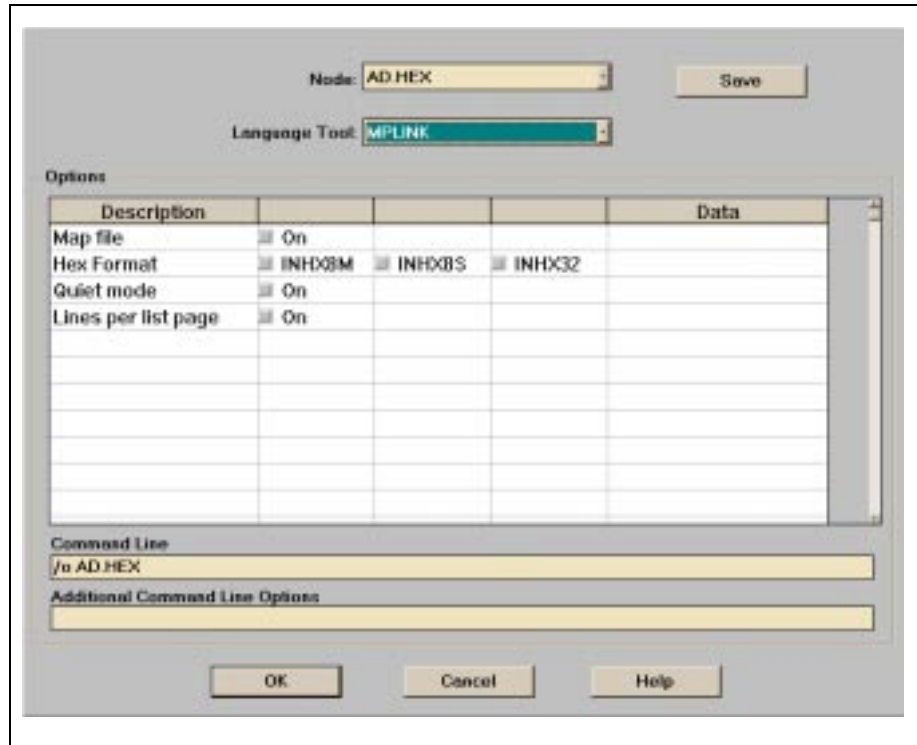 Node: AD.HEX Save
Language Tool: MPLINK
Options
Description Data
Map file On
Hex Format INHX8M INHX8S INHX32
Quiet mode On
Lines per list page On
Command Line
/o AD.HEX
Additional Command Line Options
OK Cancel Help